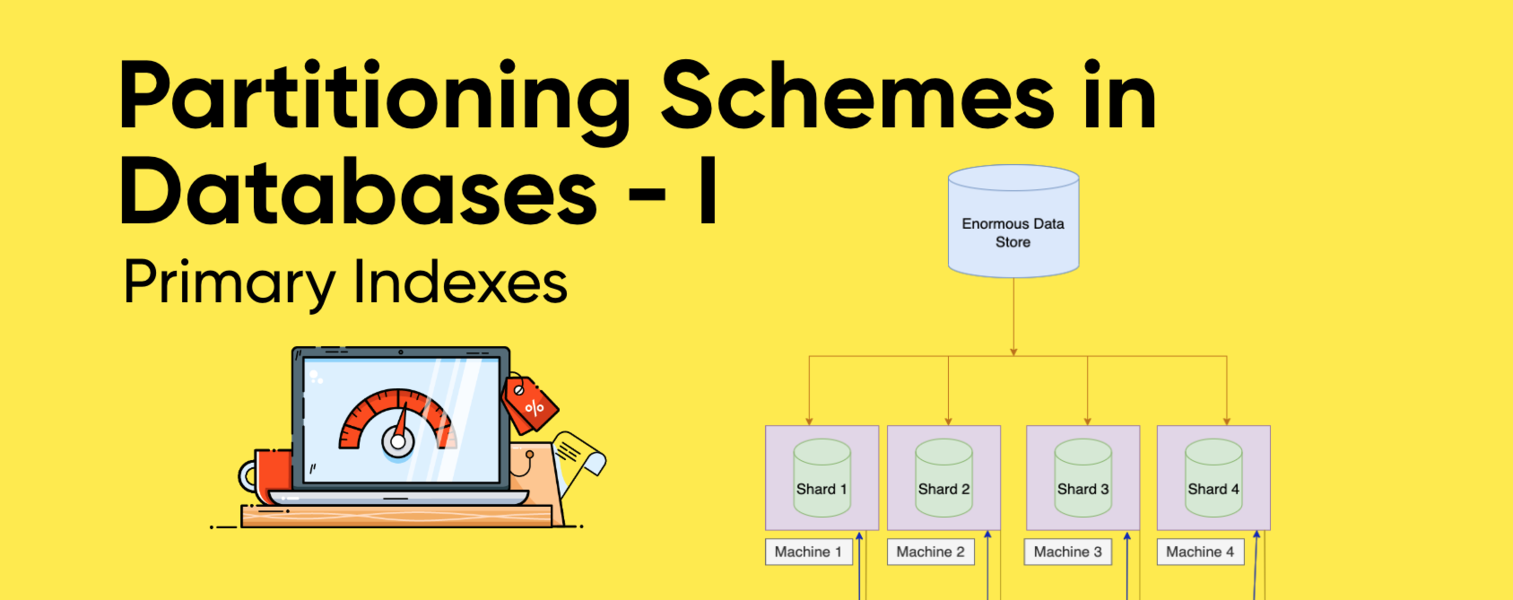 Partitioning Schemes in
Databases - I
Primary Indexes
Enormous Data
Store
%
Shard 1
Shard 2
Shard 3
Shard 4
Machine 1
Machine 2
Machine 3
Machine 4